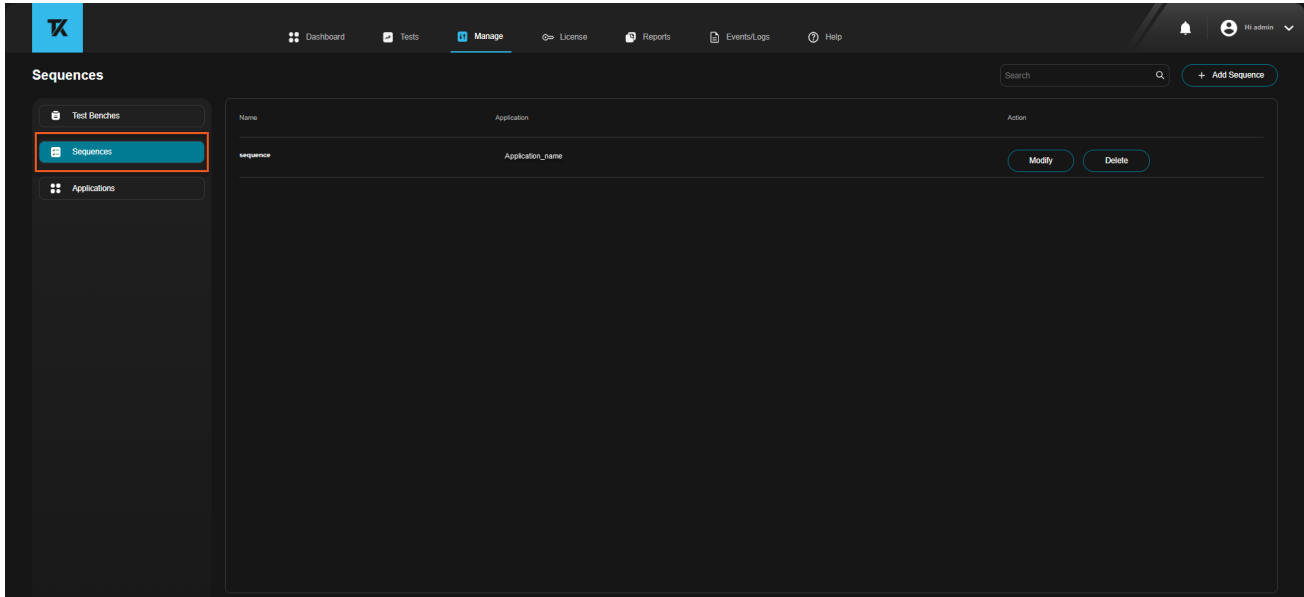 TK
Dashboard Tests Manage License Reports Events/Logs Help Hi admin
Sequences Search + Add Sequence
Test Benches
Sequences
Applications
Name Application Action
sequence Application_name Modify Delete